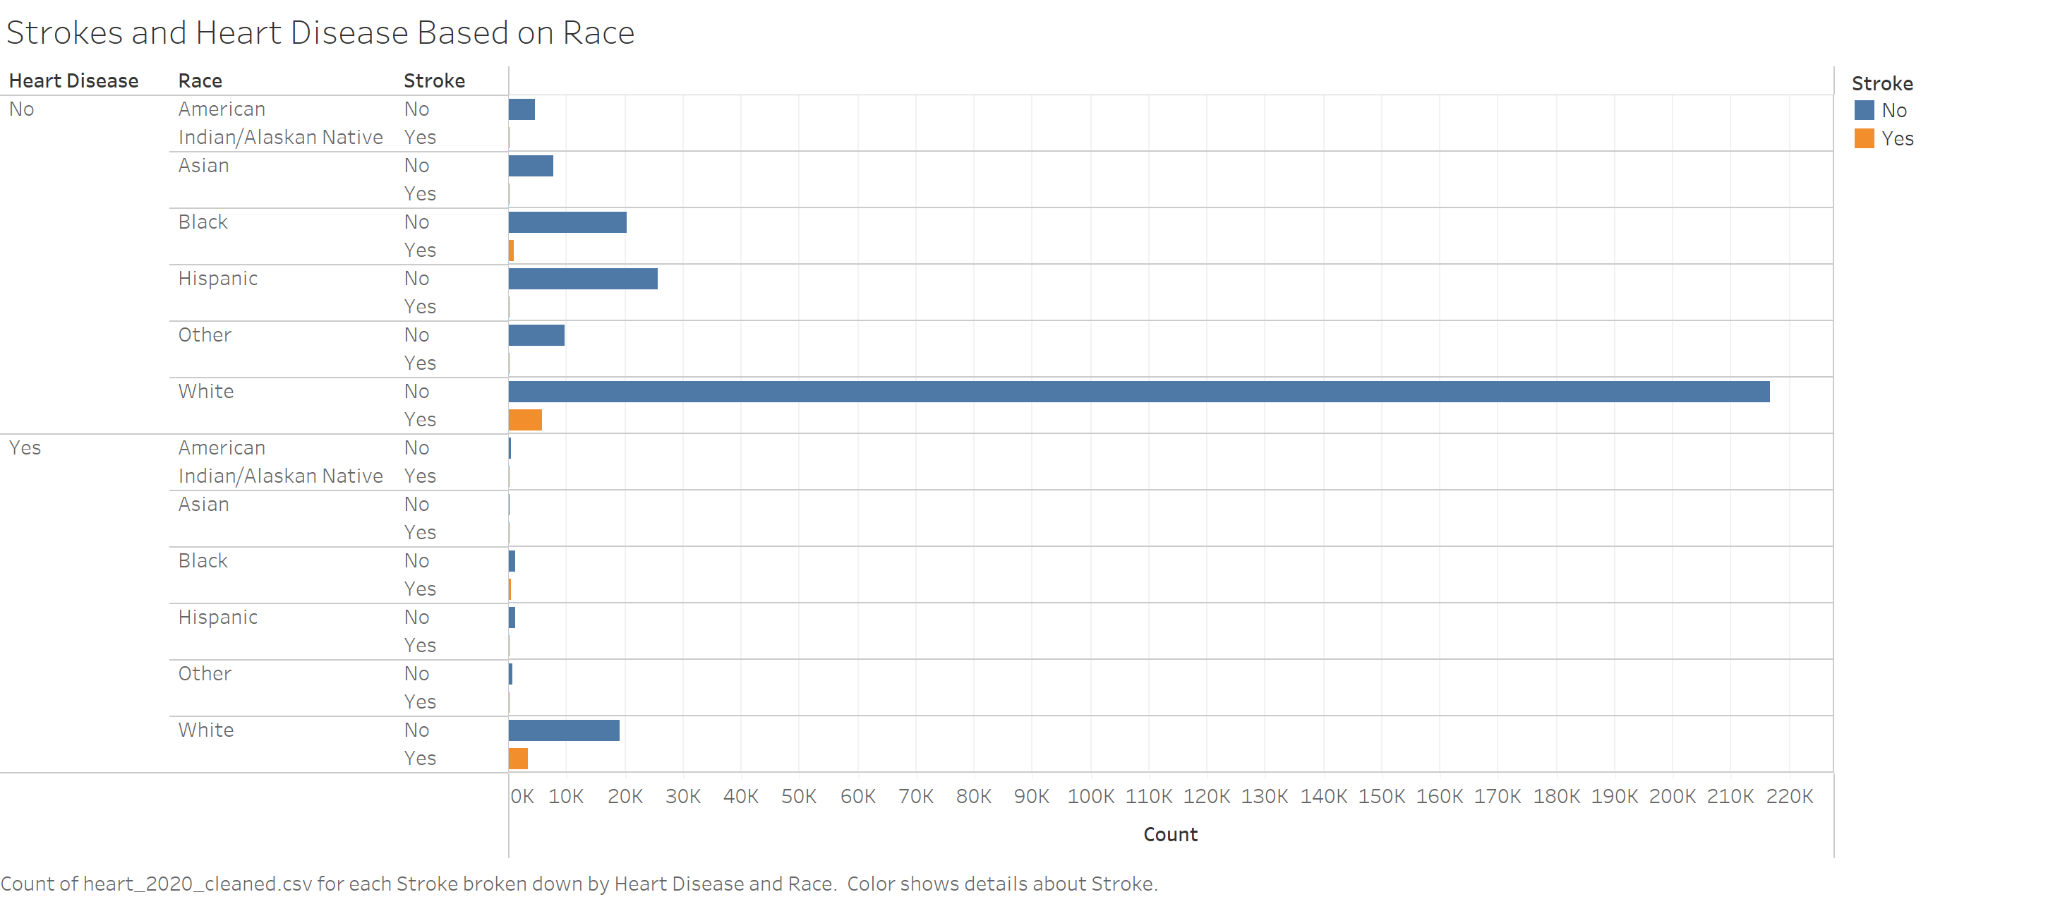 Strokes and Heart Disease Based on Race
Heart Disease Race Stroke
Stroke
No
Yes
No American No
Indian/Alaskan Native Yes
Asian No
Yes
Black No
Yes
Hispanic No
Yes
Other No
Yes
White No
Yes
Yes American No
Indian/Alaskan Native Yes
Asian No
Yes
Black No
Yes
Hispanic No
Yes
Other No
Yes
White No
Yes
0K 10K 20K 30K 40K 50K 60K 70K 80K 90K 100K 110K 120K 130K 140K 150K 160K 170K 180K 190K 200K 210K 220K
Count
Count of heart_2020_cleaned.csv for each Stroke broken down by Heart Disease and Race. Color shows details about Stroke.